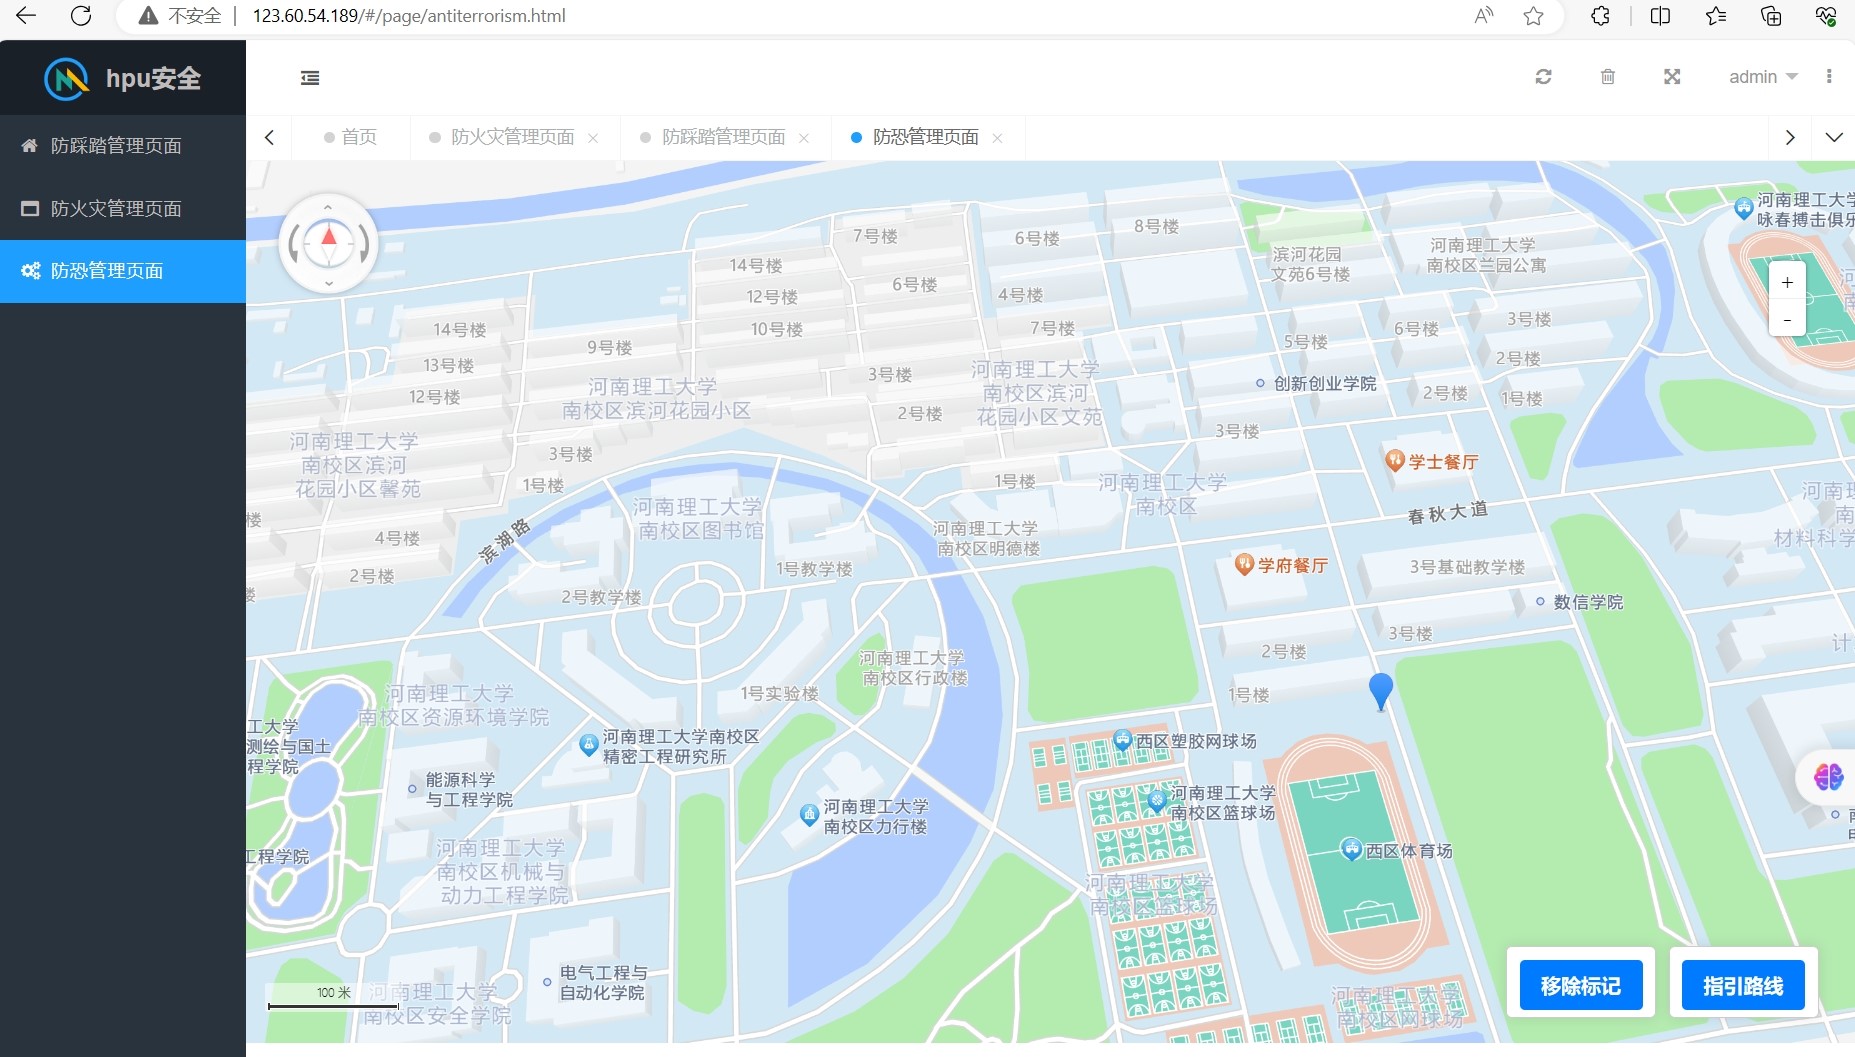 不安全
123.60.54.189/#/page/antiterrorism.html
hpu安全
admin
防踩踏管理页面
防火灾管理页面
防恐管理页面
首页
防火灾管理页面
防踩踏管理页面
防恐管理页面
7号楼
6号楼
8号楼
14号楼
12号楼
6号楼
4号楼
10号楼
7号楼
滨河花园
文苑6号楼
河南理工大学
南校区兰园公寓
河南理工大学
咏春搏击俱乐
+
-
14号楼
13号楼
12号楼
9号楼
3号楼
2号楼
5号楼
6号楼
3号楼
2号楼
2号楼
1号楼
创新创业学院
河南理工大学
南校区滨河花园小区
河南理工大学
南校区滨河
花园小区文苑
河南理工大学
南校区滨河
花园小区馨苑
3号楼
1号楼
3号楼
1号楼
学士餐厅
河南理工大学
南校区
春秋大道
河南理工大学
南校区图书馆
滨湖路
4号楼
2号楼
2号教学楼
1号教学楼
河南理工大学
南校区明德楼
学府餐厅
3号基础教学楼
数信学院
3号楼
2号楼
1号楼
材料科学
计
河南理工大学
南校区行政楼
1号实验楼
河南理工大学
南校区资源环境学院
工大学
测绘与国土
程学院
河南理工大学南校区
精密工程研究所
能源科学
与工程学院
河南理工大学
南校区力行楼
西区塑胶网球场
河南理工大学
南校区篮球场
西区体育场
工程学院
河南理工大学
南校区机械与
动力工程学院
河南理工大学
南校区篮球场
电气工程与
自动化学院
河南理工大学
南校区安全学院
100 米
河南理工大学
南校区网球场
移除标记
指引路线